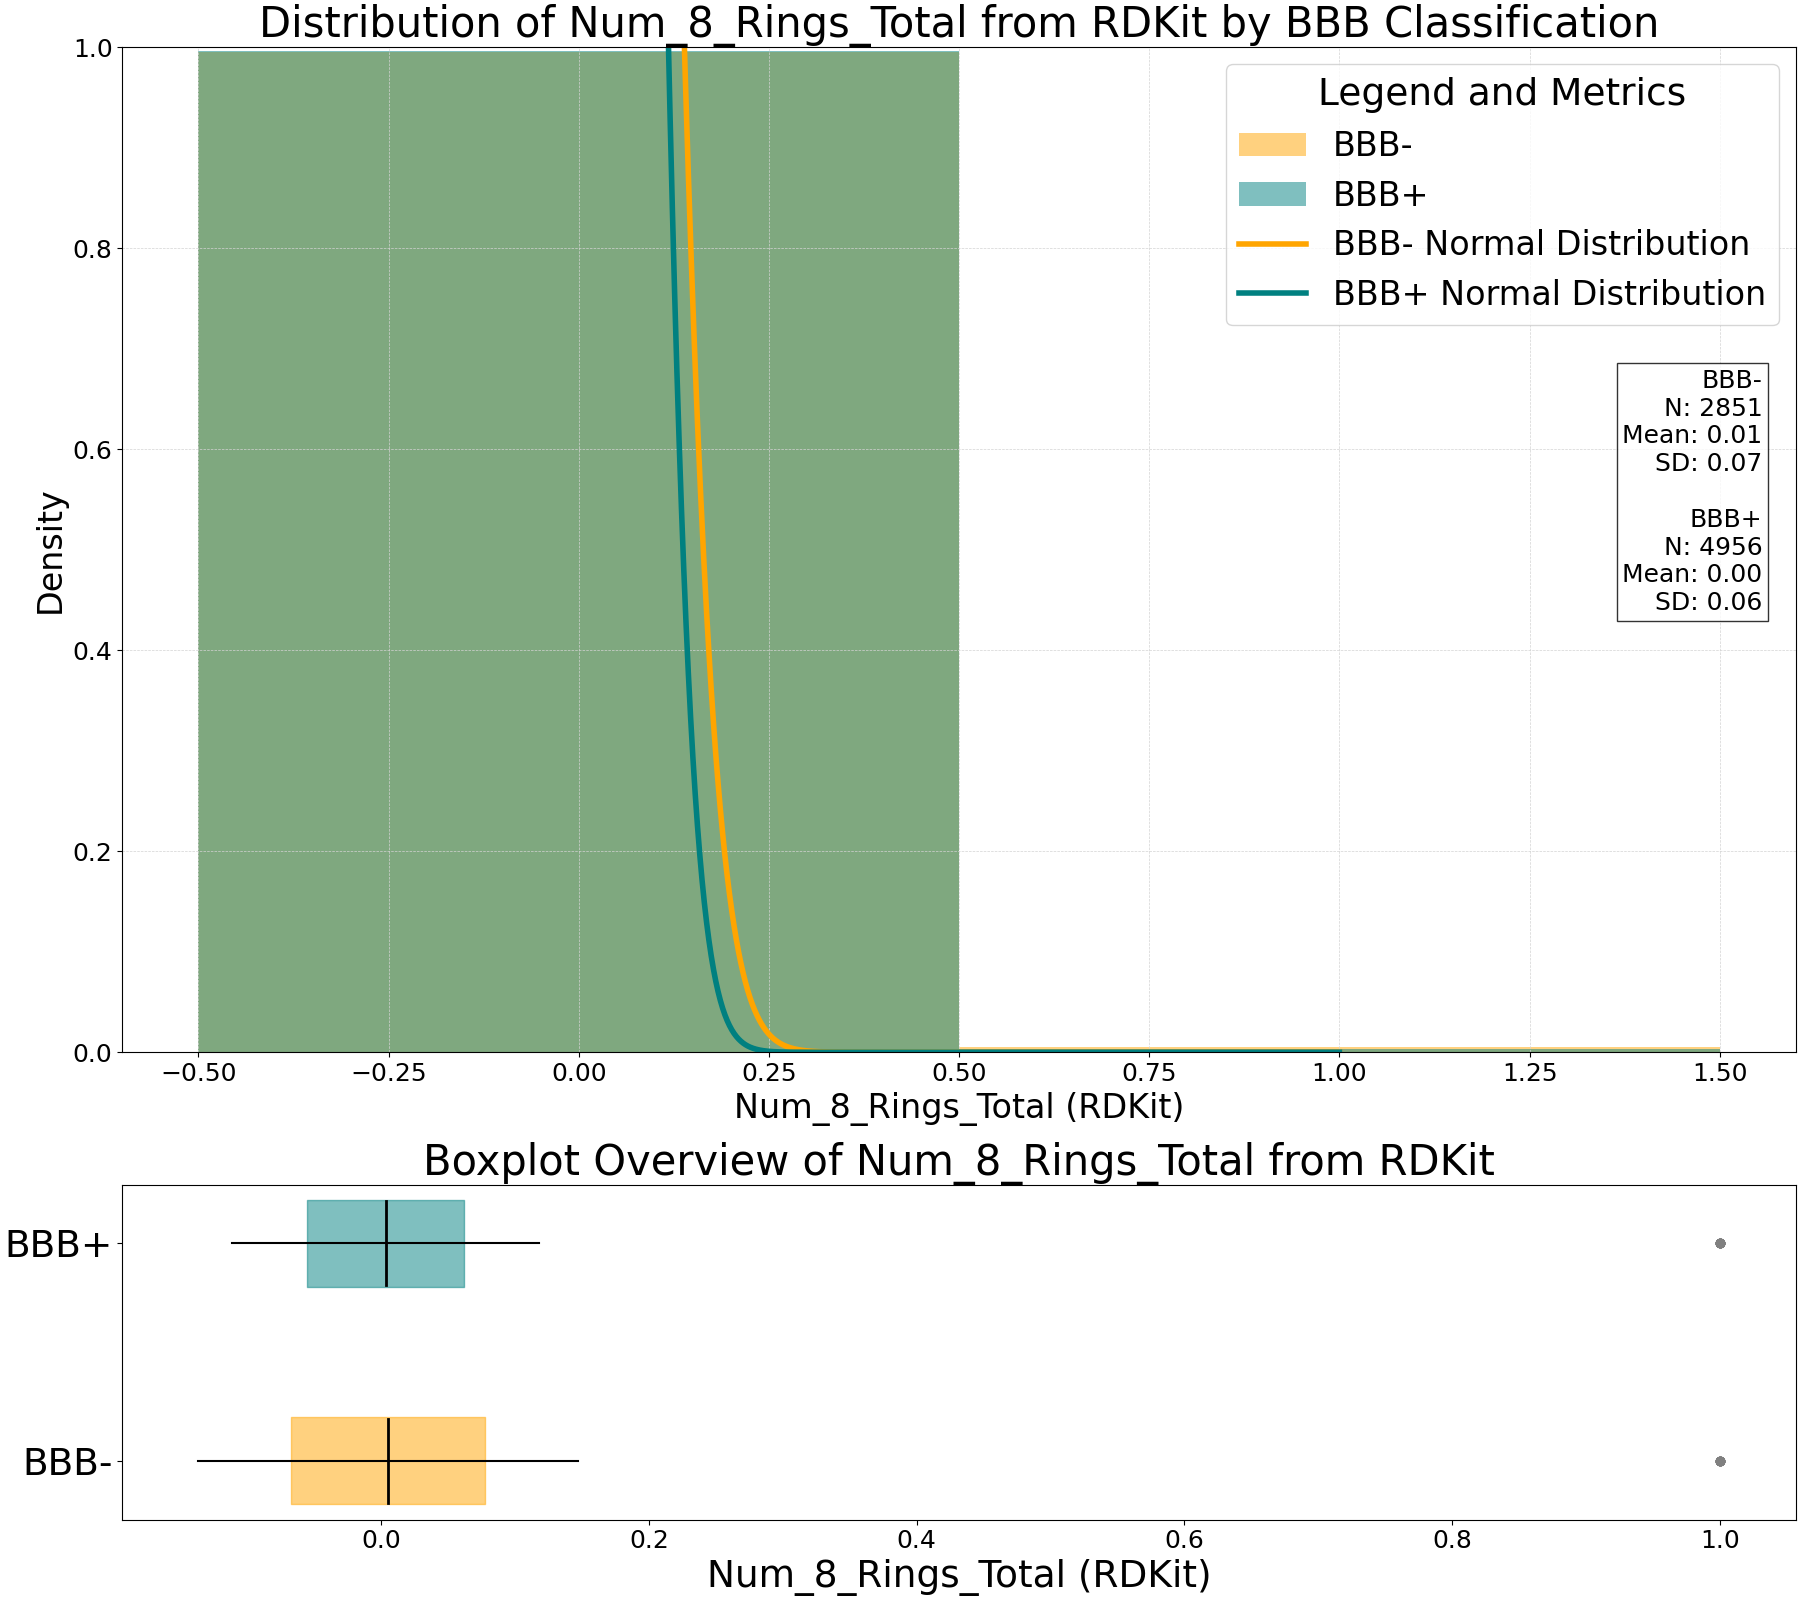 Distribution of Num_8_Rings_Total from RDKit by BBB Classification
1.0
0.8
0.6
0.4
0.2
0.0
Density
Legend and Metrics
BBB-
BBB+
BBB- Normal Distribution
BBB+ Normal Distribution
BBB-
N: 2851
Mean: 0.01
SD: 0.07
BBB+
N: 4956
Mean: 0.00
SD: 0.06
−0.50 −0.25 0.00 0.25 0.50 0.75 1.00 1.25 1.50
Num_8_Rings_Total (RDKit)
Boxplot Overview of Num_8_Rings_Total from RDKit
BBB+
BBB-
0.0 0.2 0.4 0.6 0.8 1.0
Num_8_Rings_Total (RDKit)